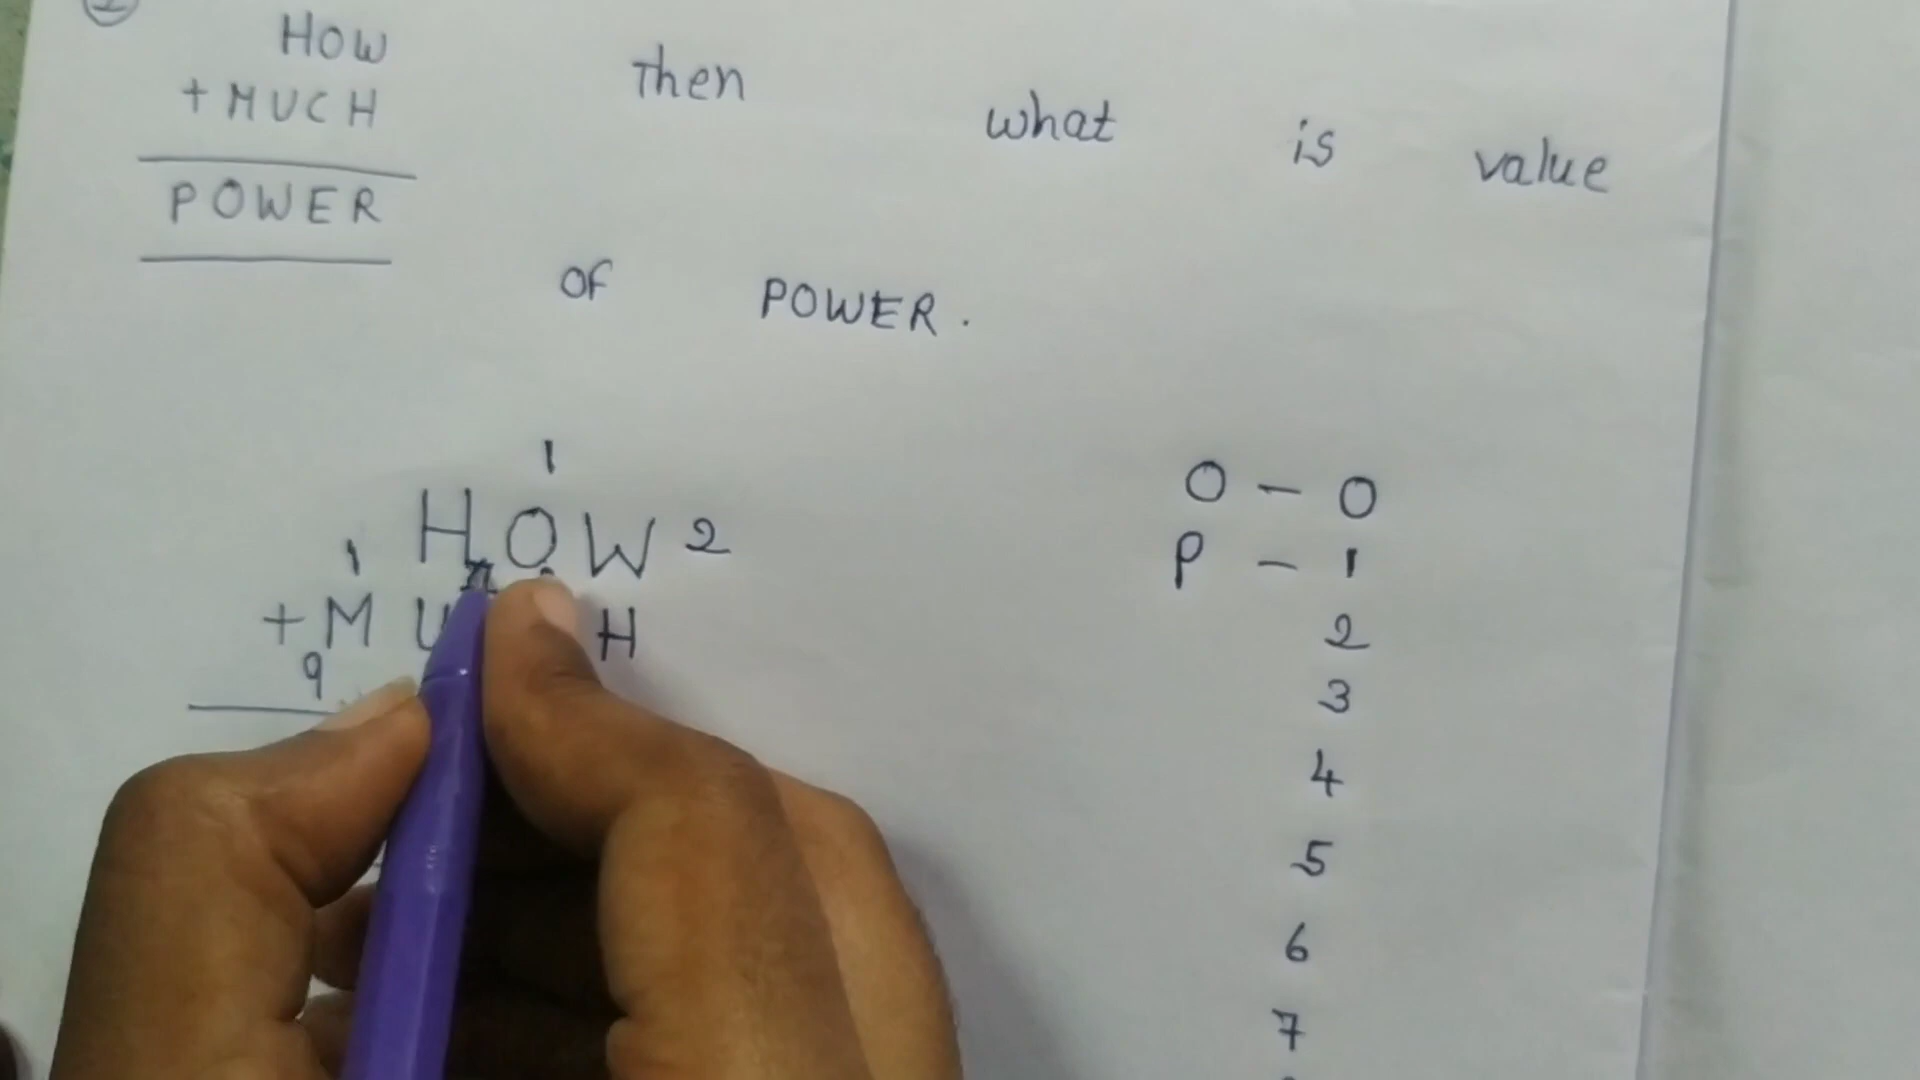 HOW
+ MUCH
POWER
Then what is value
of POWER.
1
1 H O W 2
+ M U H
9
O - 0
P - 1
2
3
4
5
6
7